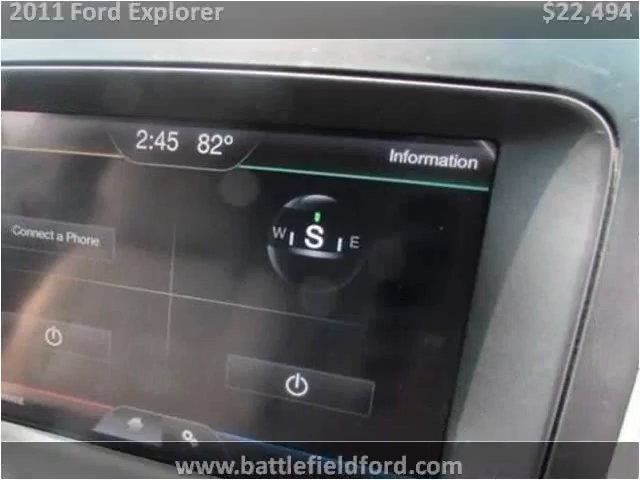 2011 Ford Explorer $22,494
2:45 82°
Information
Connect a Phone
W S E
www.battlefieldford.com